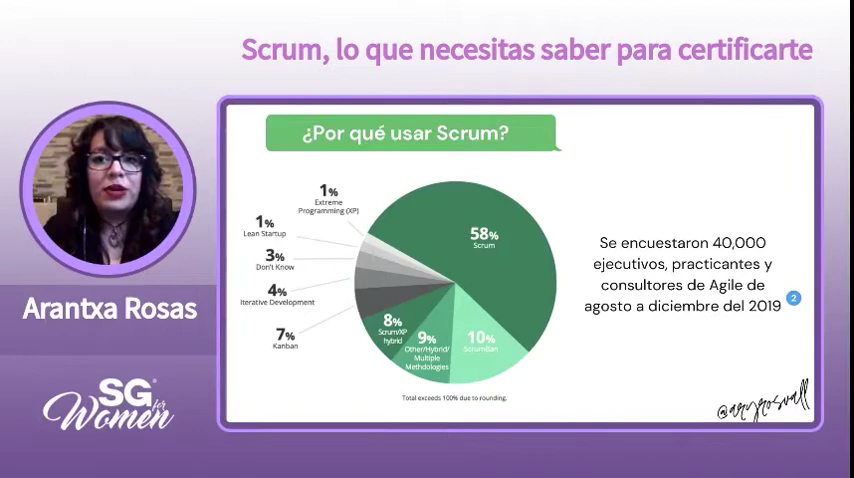 Scrum, lo que necesitas saber para certificarte
¿Por qué usar Scrum?
1%
Extreme
Programming (XP)
1%
Lean Startup
3%
Don't Know
4%
Iterative Development
7%
Kanban
8%
Scrum/XP
hybrid
9%
Other/Hybrid/
Multiple
Methdologies
10%
ScrumBan
58%
Scrum
Total exceeds 100% due to rounding.
Se encuestaron 40,000
ejecutivos, practicantes y
consultores de Agile de
agosto a diciembre del 2019
2
@aryrosvall
Arantxa Rosas
SG®
for
Women